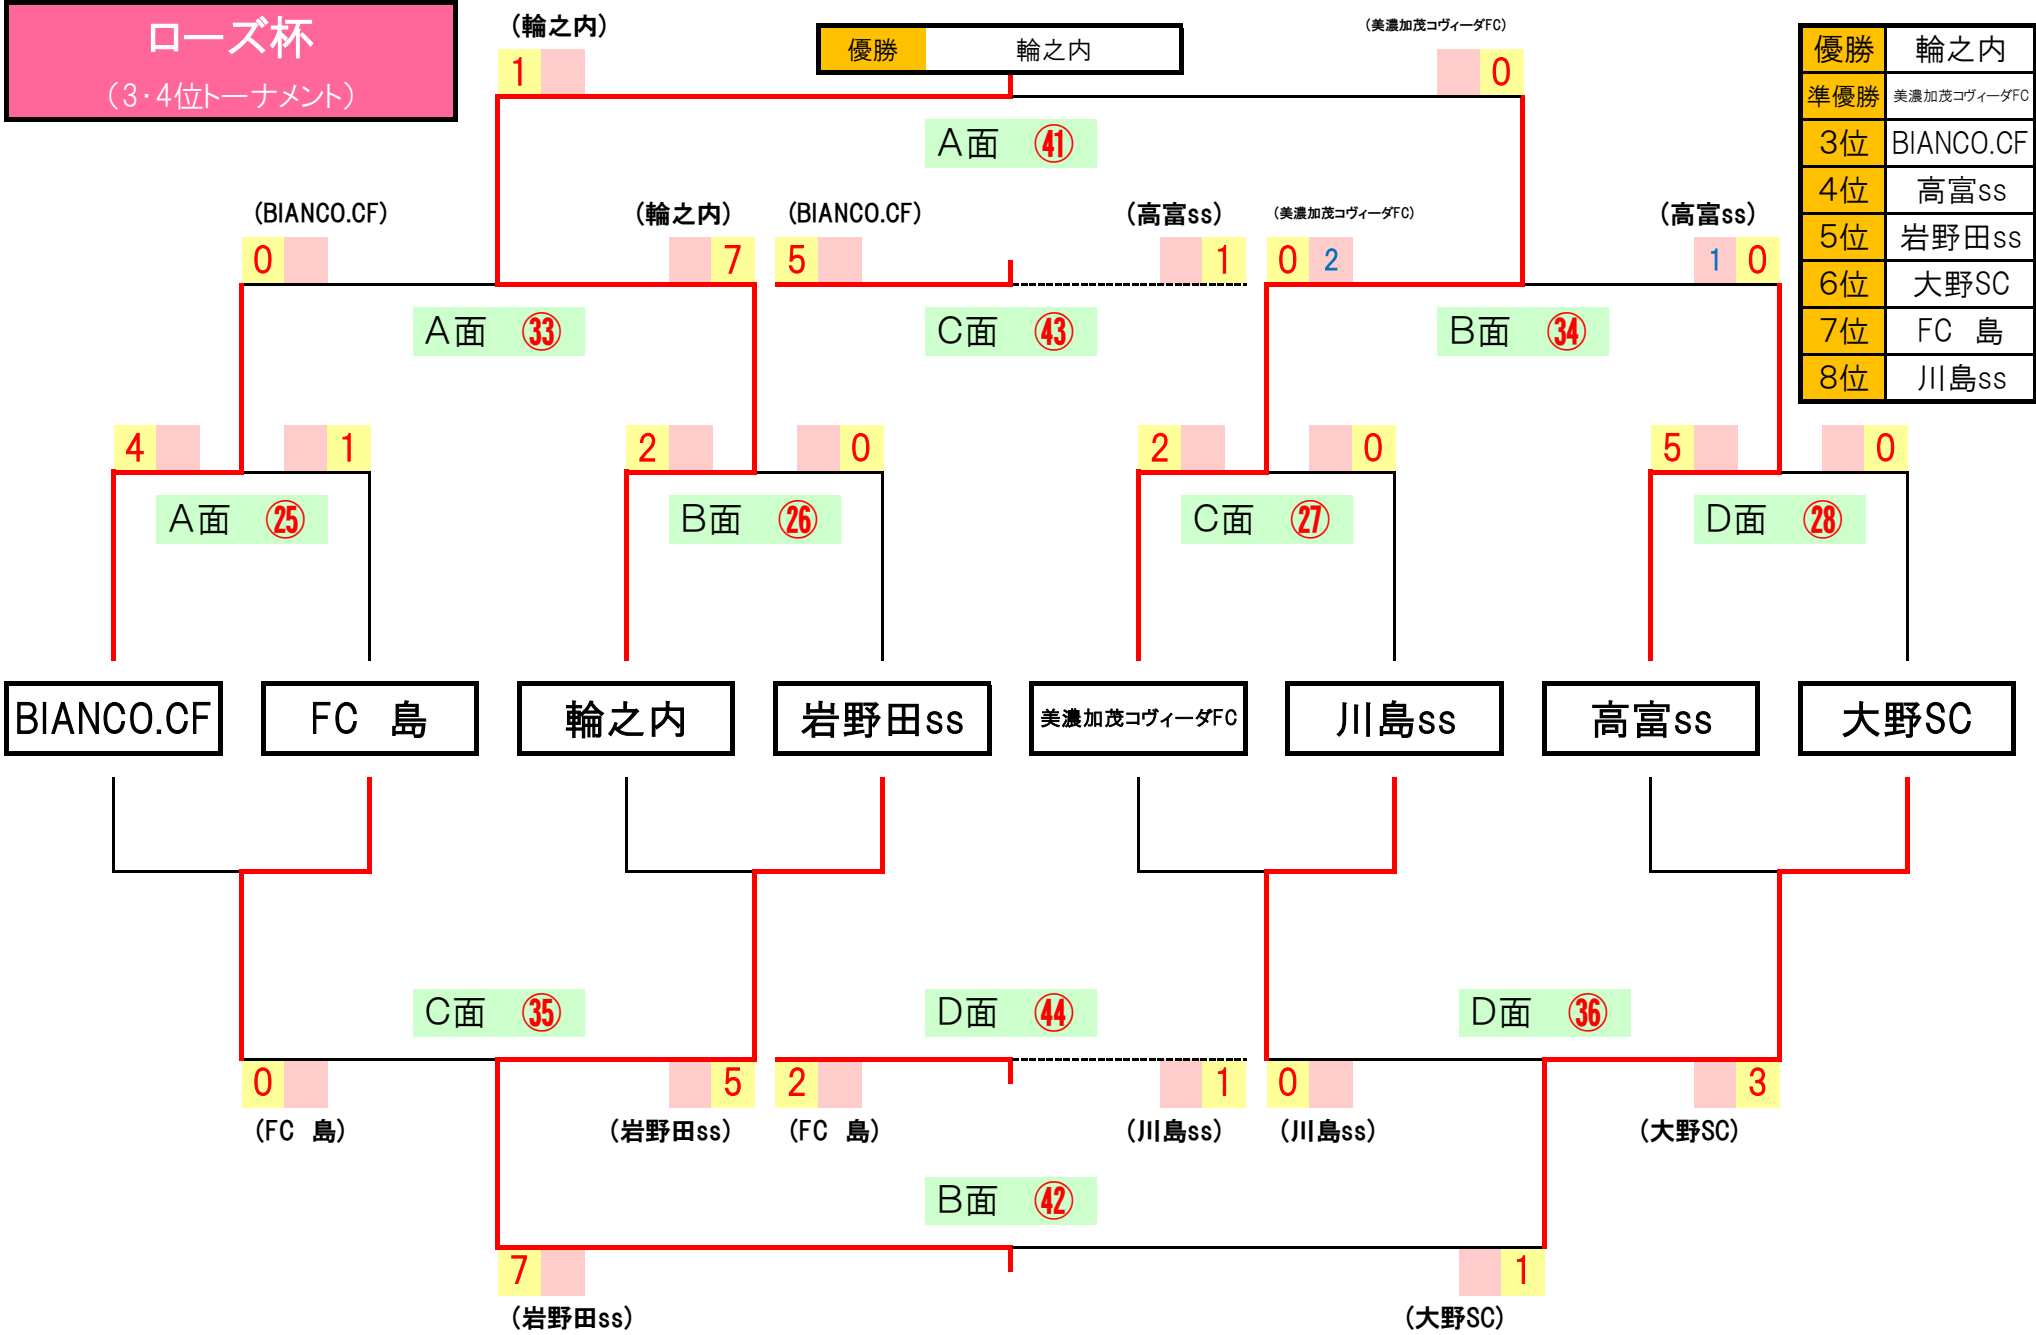 ローズ杯
（3・4位トーナメント）
（輪之内）
優勝 輪之内
（美濃加茂コヴィーダFC）
1 0
A面 ㊶
優勝 輪之内
準優勝 美濃加茂コヴィーダFC
3位 BIANCO.CF
4位 高富ss
5位 岩野田ss
6位 大野SC
7位 FC 島
8位 川島ss
（BIANCO.CF） （輪之内） （BIANCO.CF） （高富ss） （美濃加茂コヴィーダFC） （高富ss）
0 7 5 1 0 2 1 0
A面 ㉝ C面 ㊸ B面 ㉞
4 1 2 0 2 0 5 0
A面 ㉕ B面 ㉖ C面 ㉗ D面 ㉘
BIANCO.CF FC 島 輪之内 岩野田ss 美濃加茂コヴィーダFC 川島ss 高富ss 大野SC
C面 ㉟ D面 ㊹ D面 ㊱
0 5 2 1 0 3
（FC 島） （岩野田ss） （FC 島） （川島ss） （川島ss） （大野SC）
B面 ㊷
7 1
（岩野田ss） （大野SC）